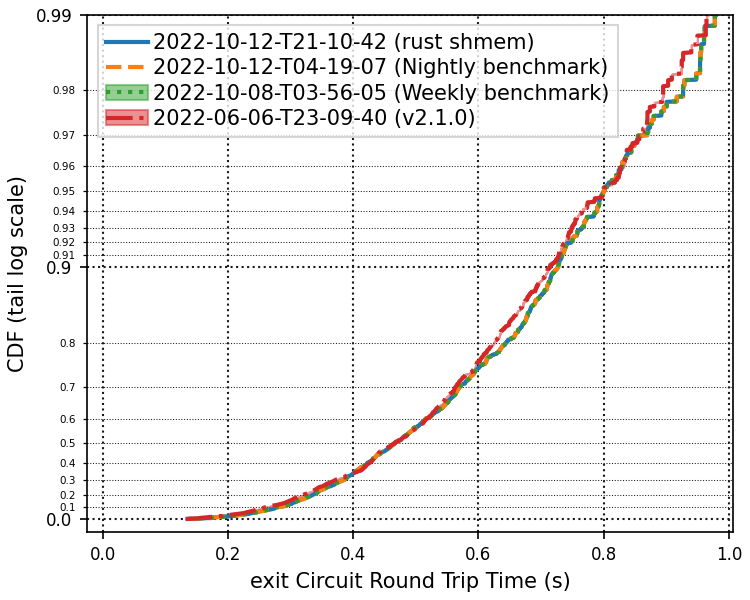 0.99
2022-10-12-T21-10-42 (rust shmem)
2022-10-12-T04-19-07 (Nightly benchmark)
2022-10-08-T03-56-05 (Weekly benchmark)
2022-06-06-T23-09-40 (v2.1.0)
0.98
0.97
0.96
0.95
0.94
0.93
0.92
0.91
0.9
0.8
0.7
0.6
0.5
0.4
0.3
0.2
0.1
0.0
CDF (tail log scale)
0.0 0.2 0.4 0.6 0.8 1.0
exit Circuit Round Trip Time (s)